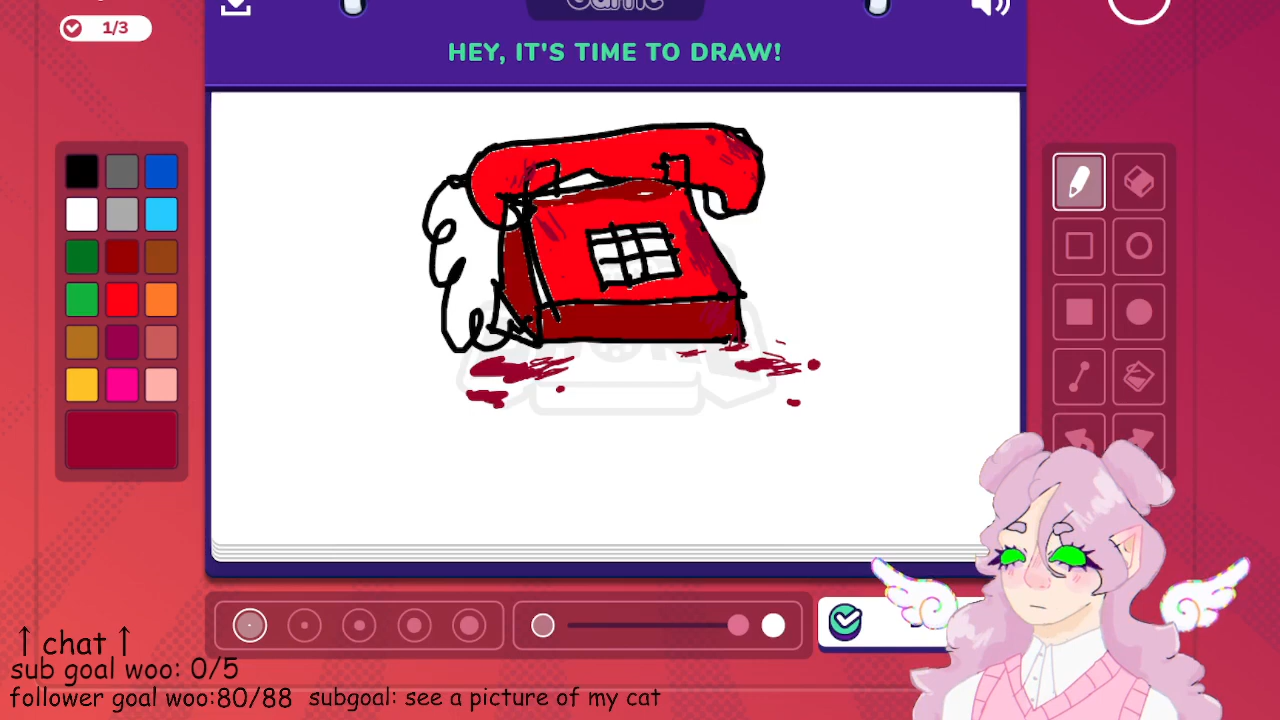 1/3
HEY, IT'S TIME TO DRAW!
↑ chat ↑
sub goal woo: 0/5
follower goal woo:80/88 subgoal: see a picture of my cat